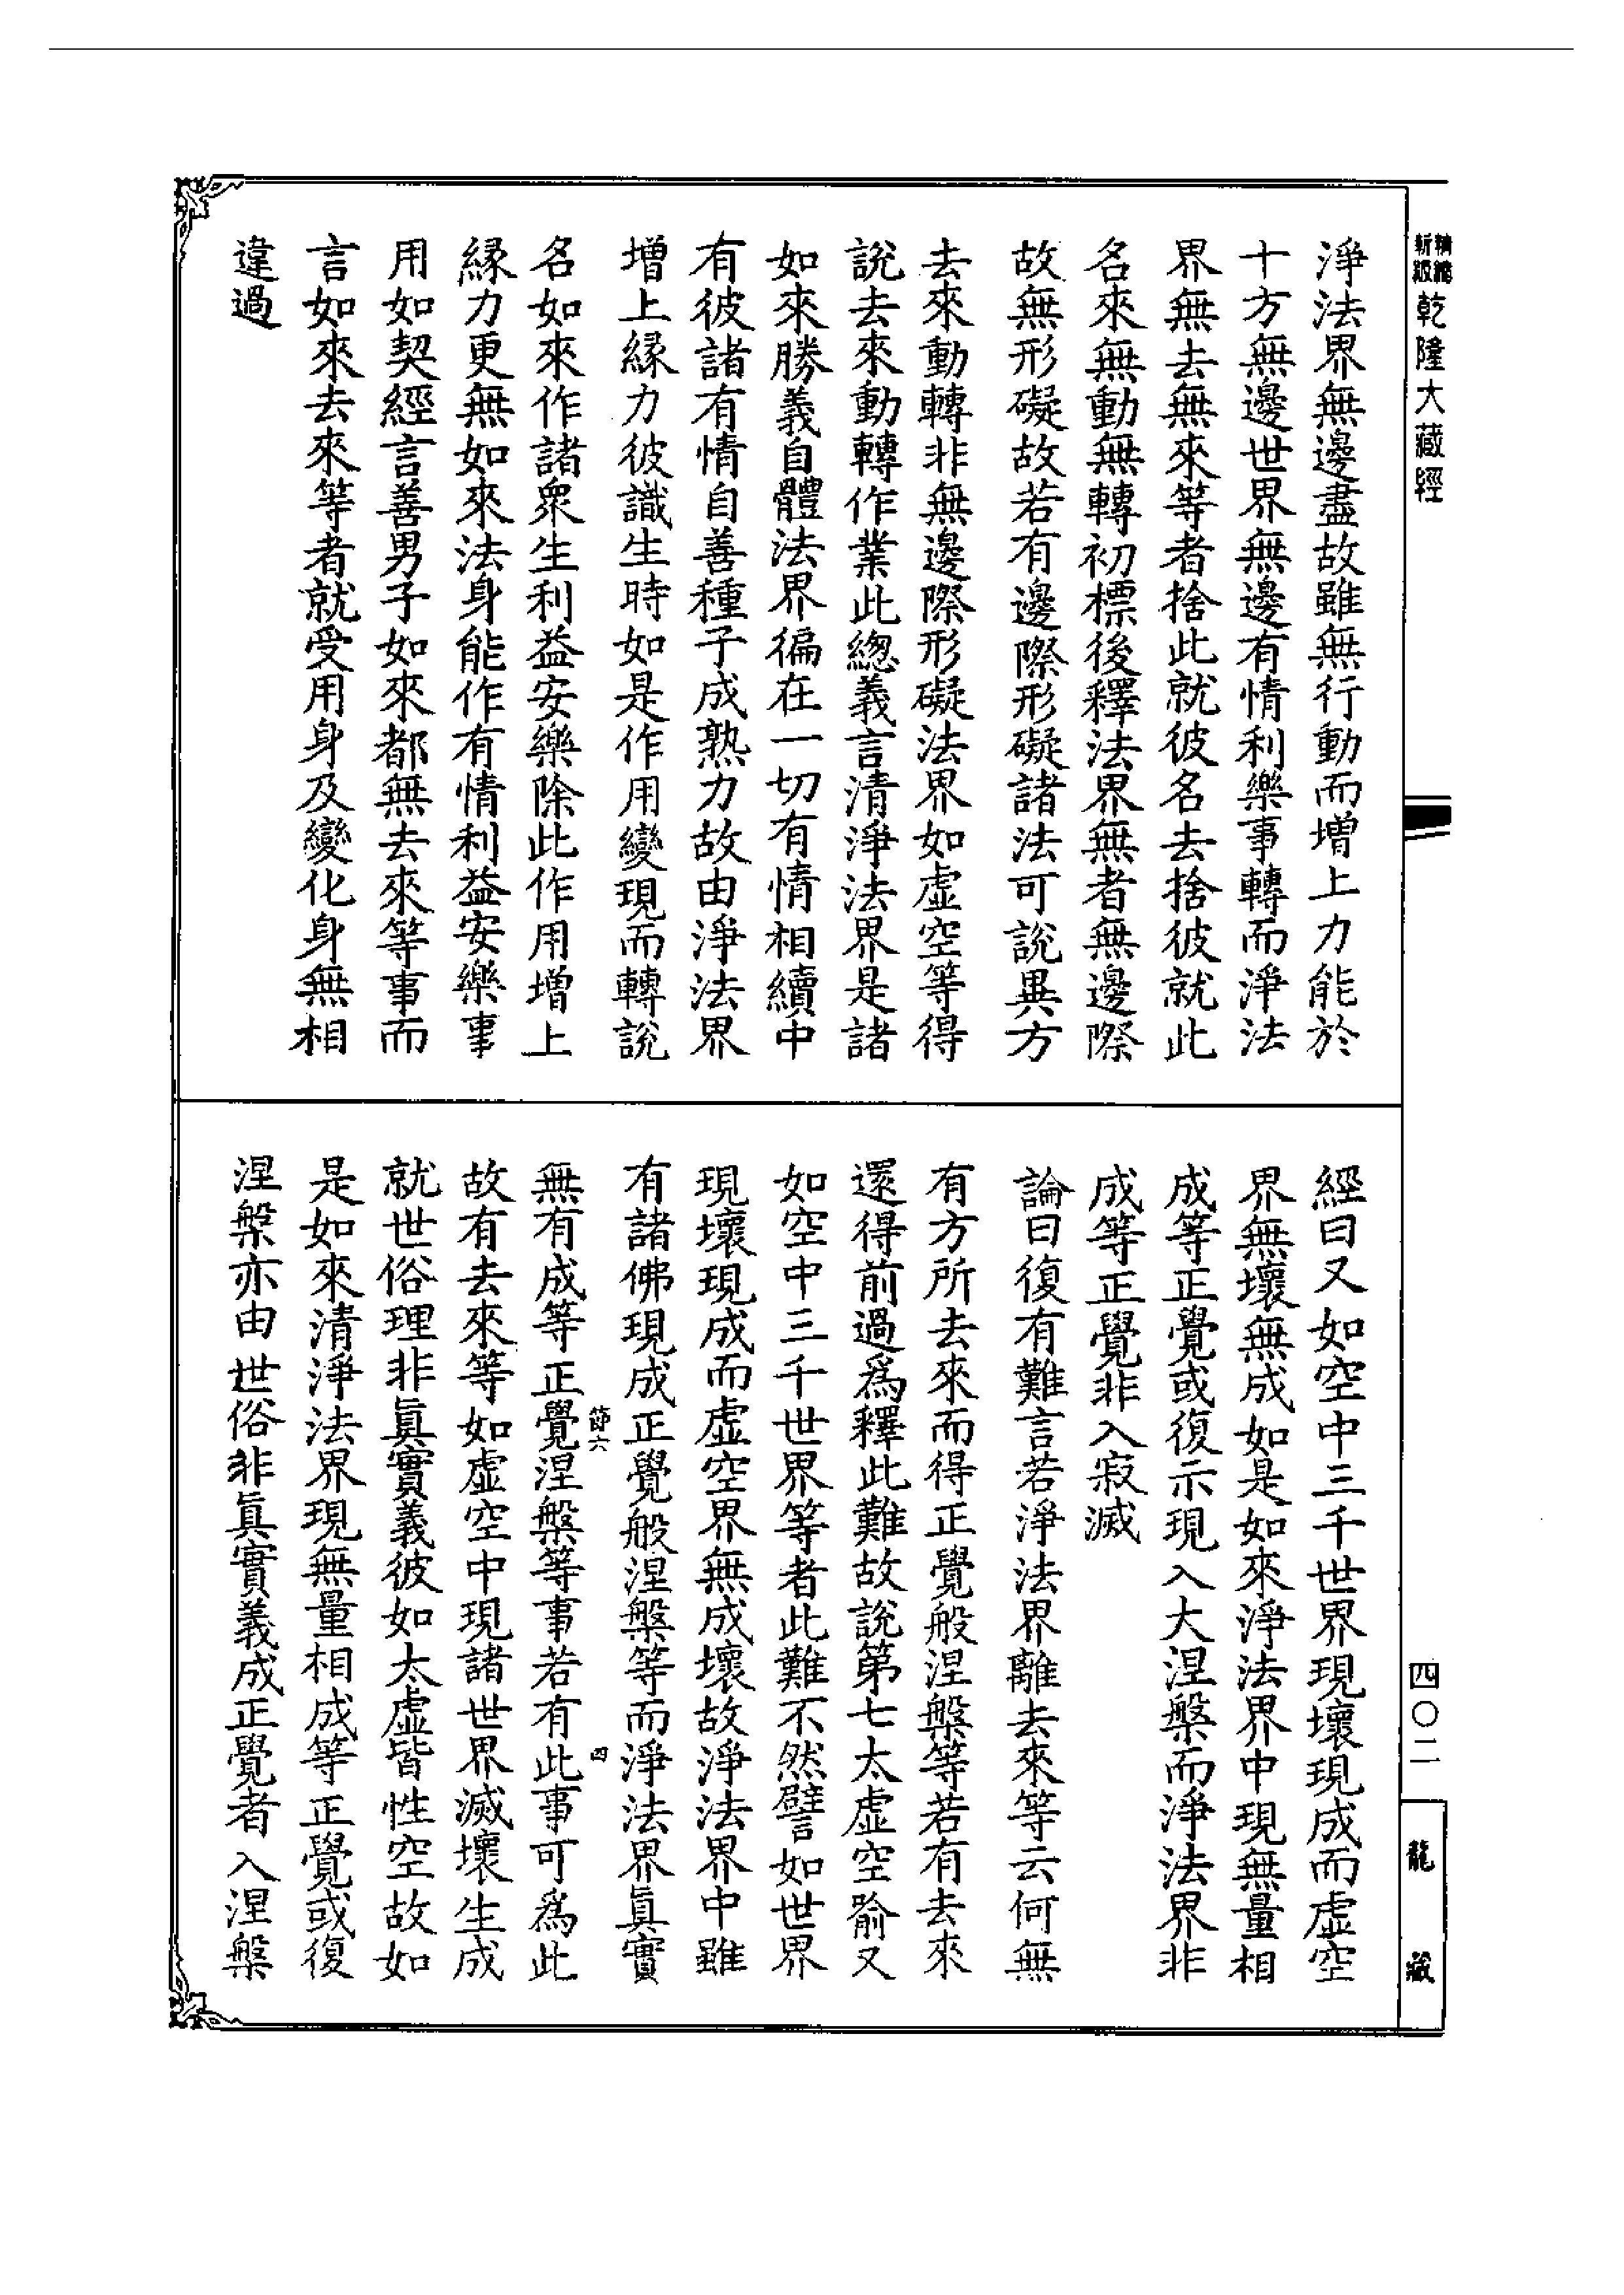 精縮
新級
乾隆大藏經
淨法界無邊盡故雖無行動而增上力能於
十方無邊世界無邊有情利樂事轉而淨法
界無去無來等者捨此就彼名去捨彼就此
名來無動無轉初標後釋法界無者無邊際
故無形礙故若有邊際形礙諸法可說異方
去來動轉非無邊際形礙法界如虛空等得
說去來動轉作業此總義言清淨法界是諸
如來勝義自體法界徧在一切有情相續中
有彼諸有情自善種子成熟力故由淨法界
增上緣力彼識生時如是作用變現而轉說
名如來作諸衆生利益安樂除此作用增上
緣力更無如來法身能作有情利益安樂事
用如契經言善男子如來都無去來等事而
言如來去來等者就受用身及變化身無相
違過
經曰又如空中三千世界現壞現成而虛空
界無壞無成如是如來淨法界中現無量相
成等正覺或復示現入大涅槃而淨法界非
成等正覺非入寂滅
論曰復有難言若淨法界離去來等云何無
有方所去來而得正覺般涅槃等若有去來
還得前過爲釋此難故說第七太虛空喻又
如空中三千世界等者此難不然譬如世界
現壞現成而虛空界無成壞故淨法界中雖
有諸佛現成正覺般涅槃等而淨法界眞實
節六
四
無有成等正覺涅槃等事若有此事可爲此
故有去來等如虛空中現諸世界滅壞生成
就世俗理非眞實義彼如太虛皆性空故如
是如來清淨法界現無量相成等正覺或復
涅槃亦由世俗非眞實義成正覺者入涅槃
四〇二
龍藏